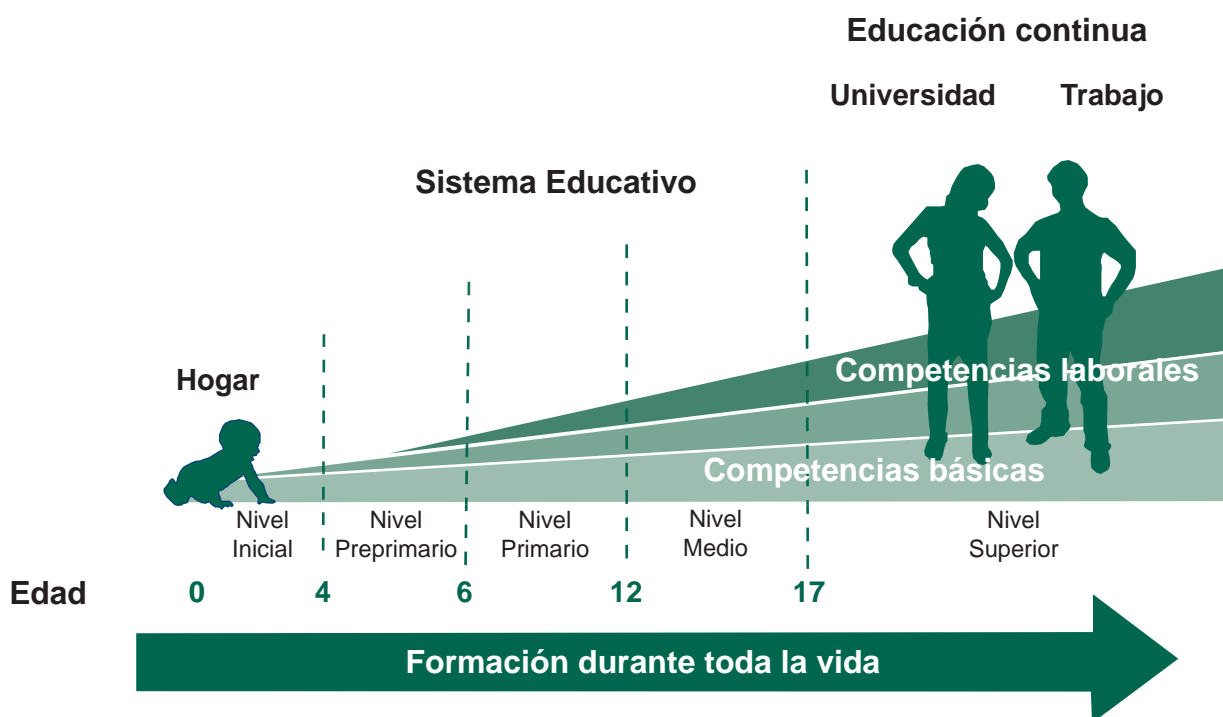 Educación continua
Universidad Trabajo
Sistema Educativo
Hogar
Competencias laborales
Competencias básicas
Nivel
Inicial
Nivel
Preprimario
Nivel
Primario
Nivel
Medio
Nivel
Superior
Edad 0 4 6 12 17
Formación durante toda la vida